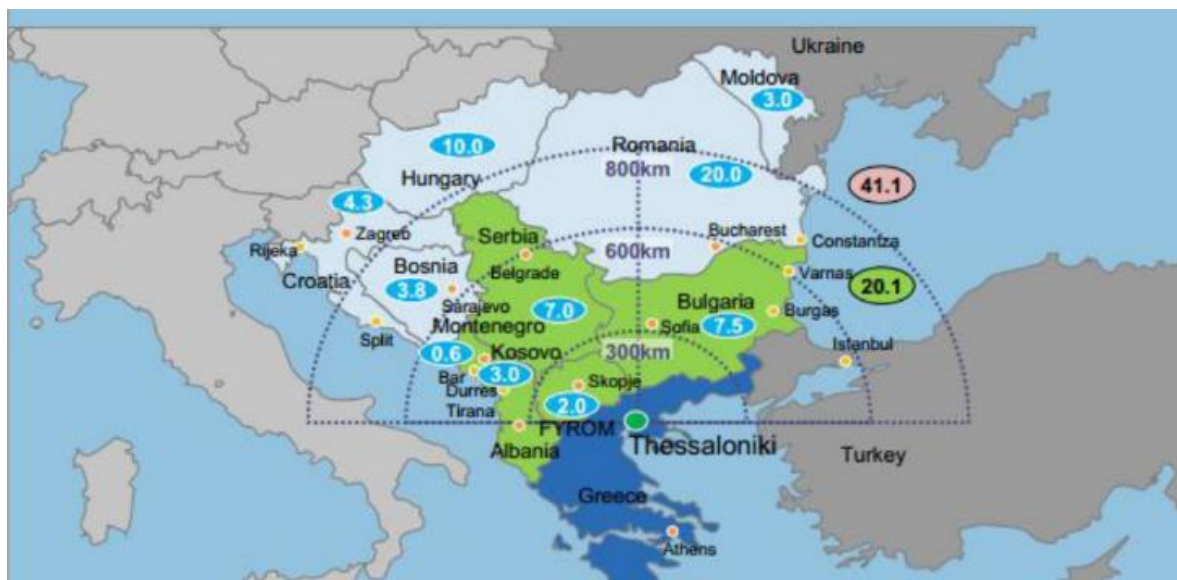 Ukraine
Moldova
3.0
Romania
10.0
800km
20.0
41.1
Hungary
4.3
Zagreb
Serbia
Bucharest
Constantza
Rijeka
600km
Croatia
Bosnia
Belgrade
Varnas
3.8
20.1
Sarajevo
7.0
Bulgaria
Burgas
Montenegro
Sofia
7.5
Split
Istenbul
0.6
Kosovo
300km
Bar
3.0
Skopje
Durres
2.0
Tirana
FYROM
Thessaloniki
Albania
Turkey
Greece
Athens